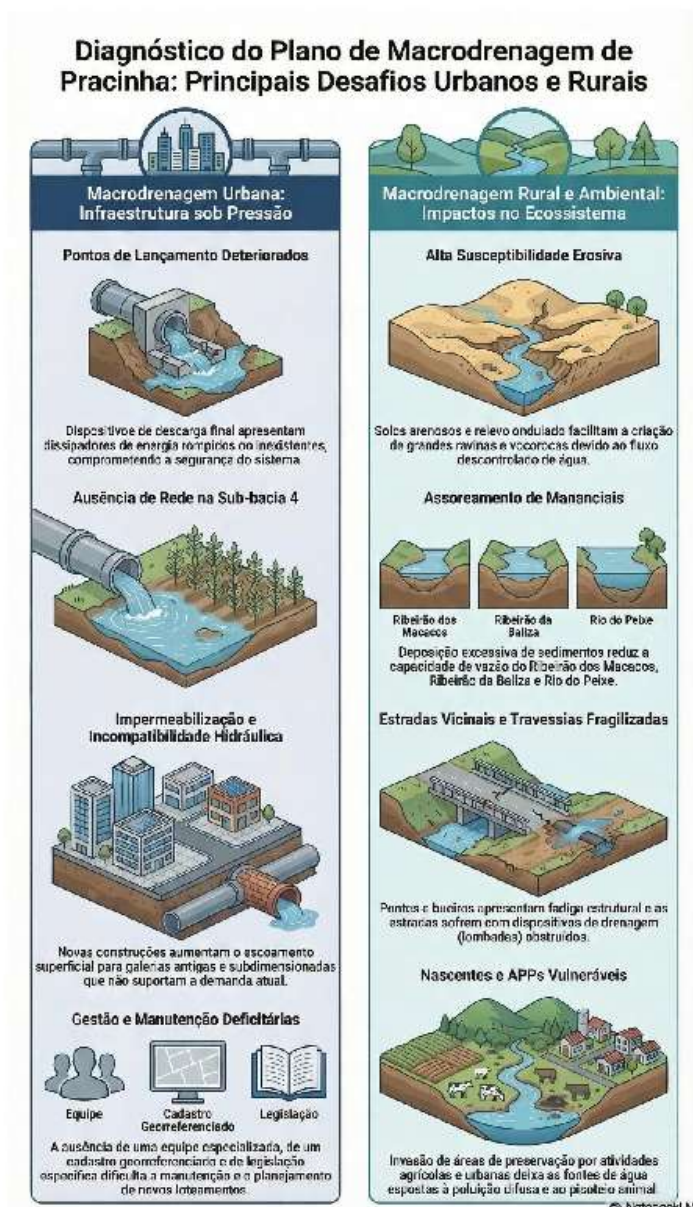 Diagnóstico do Plano de Macrodrenagem de
Pracinha: Principais Desafios Urbanos e Rurais
Macrodrenagem Urbana:
Infraestrutura sob Pressão
Pontos de Lançamento Deteriorados
Dispositivoe de descarga final apresentam
dissipadores de energia rompidos ou inexistentes,
comprometendo a segurança do sistema.
Ausência de Rede na Sub-bacia 4
Impermeabilização e
Incompatibilidade Hidráulica
Novas construções aumentam o escoamento
superficial para galerias antigas e subdimensionadas
que não suportam a demanda atual.
Gestão e Manutenção Deficitárias
Equipe
Cadastro
Georreferenciado
Legislação
A ausência de uma equipe especializada, de um
cadastro georreferenciado e de legislação
específica dificulta a manutenção e o planejamento
de novos loteamentos.
Macrodrenagem Rural e Ambiental:
Impactos no Ecossistema
Alta Susceptibilidade Erosiva
Solos arenosos e relevo ondulado facilitam a criação
de grandes ravinas e vocorocas devido ao fluxo
descontrolado de água.
Assoreamento de Mananciais
Ribeirão dos
Macacos
Ribeirão da
Baliza
Rio do Peixe
Deposição excessiva de sedimentos reduz a
capacidade de vazão do Ribeirão dos Macacos,
Ribeirão da Baliza e Rio do Peixe.
Estradas Vicinais e Travessias Fragilizadas
Pontes e bueiros apresentam fadiga estrutural e as
estradas sofrem com dispositivos de drenagem
(lombadas) obstruídos.
Nascentes e APPs Vulneráveis
Invasão de áreas de preservação por atividades
agrícolas e urbanas deixa as fontes de água
espostas à poluição difusa e ao pisoteio animal.